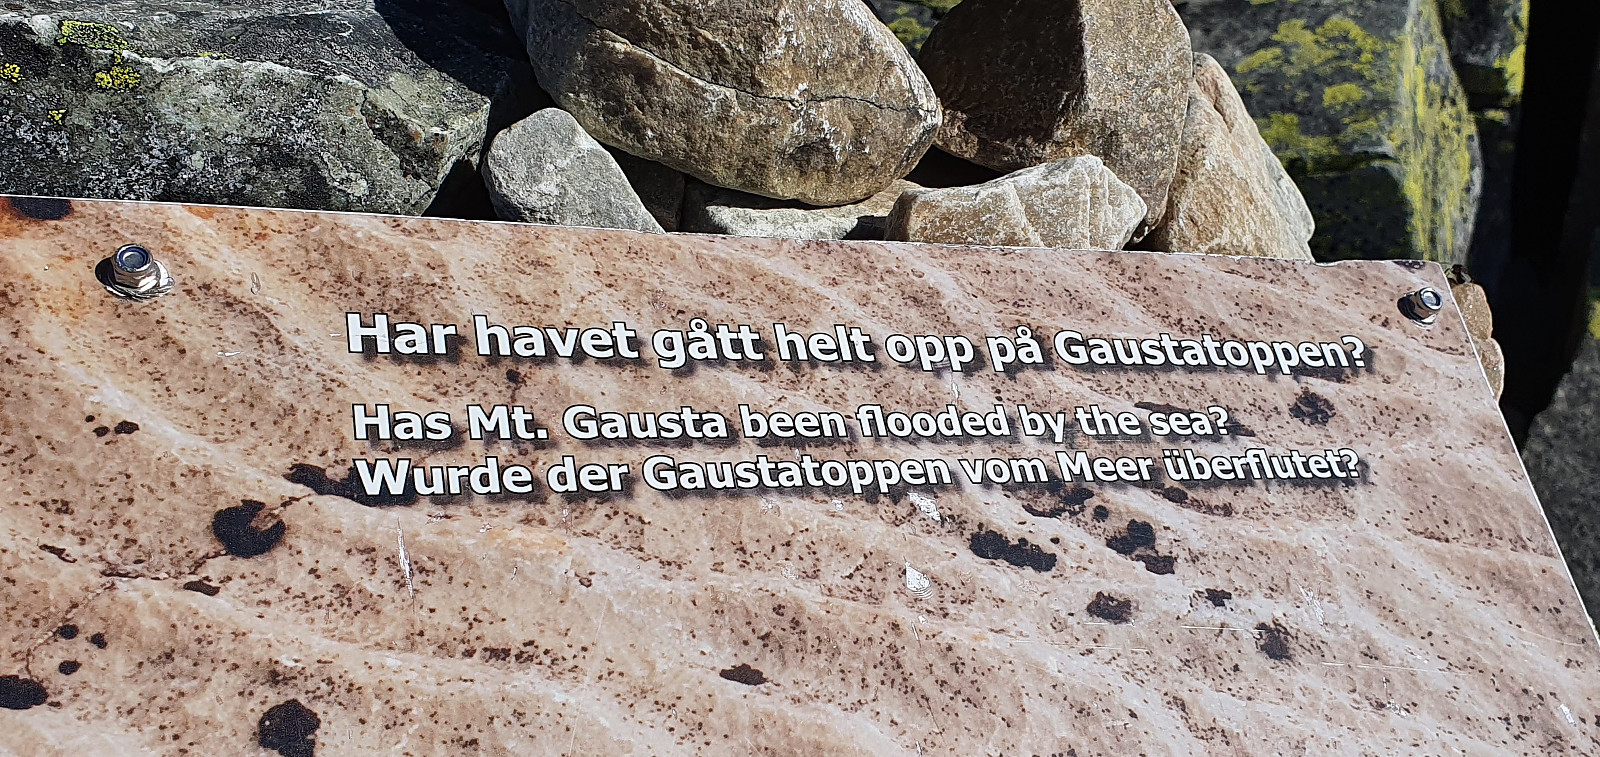 Har havet gått helt opp på Gaustatoppen?
Has Mt. Gausta been flooded by the sea?
Wurde der Gaustatoppen vom Meer überflutet?